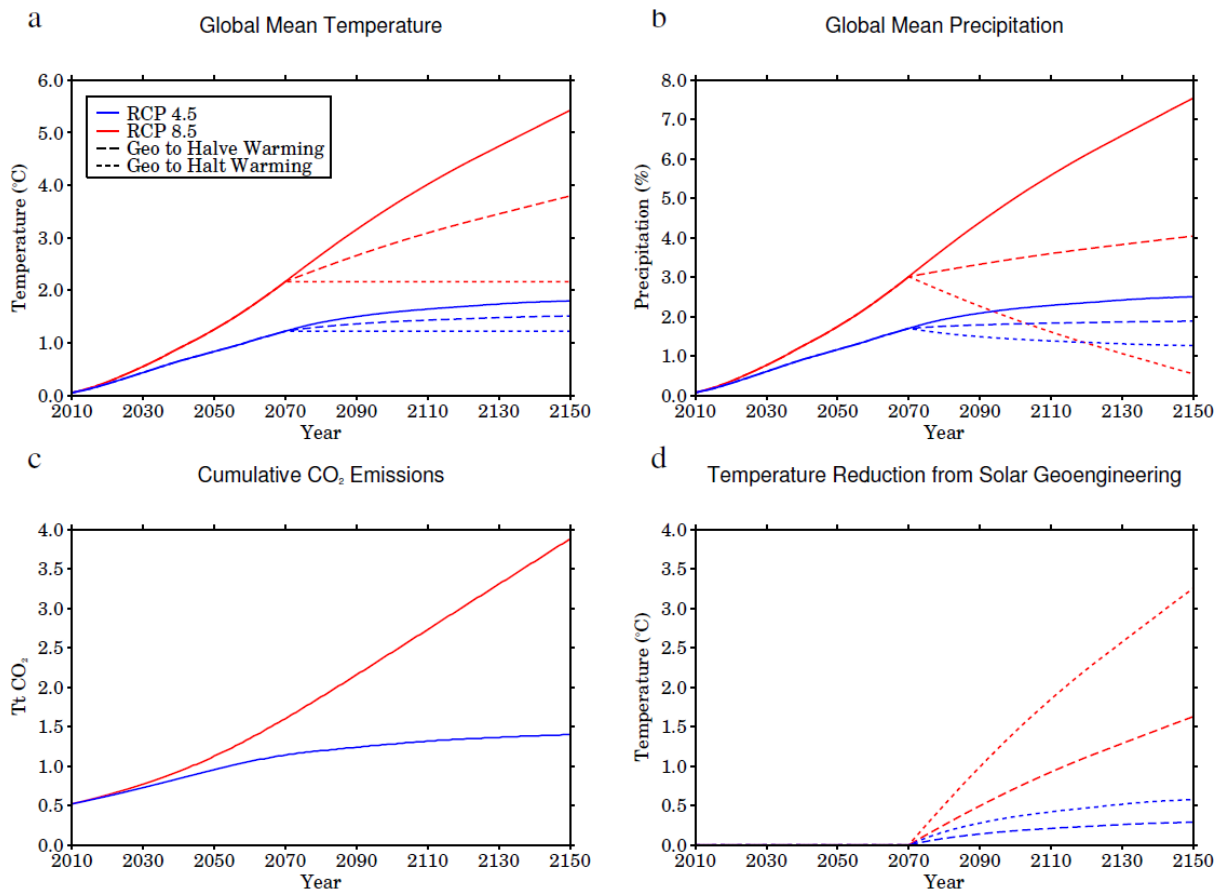 a
Global Mean Temperature
6.0
5.0
4.0
3.0
2.0
1.0
0.0
Temperature (°C)
RCP 4.5
RCP 8.5
Geo to Halve Warming
Geo to Halt Warming
2010 2030 2050 2070 2090 2110 2130 2150
Year
b
Global Mean Precipitation
8.0
7.0
6.0
5.0
4.0
3.0
2.0
1.0
0.0
Precipitation (%)
2010 2030 2050 2070 2090 2110 2130 2150
Year
c
Cumulative CO₂ Emissions
4.0
3.5
3.0
2.5
2.0
1.5
1.0
0.5
0.0
Tt CO₂
2010 2030 2050 2070 2090 2110 2130 2150
Year
d
Temperature Reduction from Solar Geoengineering
4.0
3.5
3.0
2.5
2.0
1.5
1.0
0.5
0.0
Temperature (°C)
2010 2030 2050 2070 2090 2110 2130 2150
Year